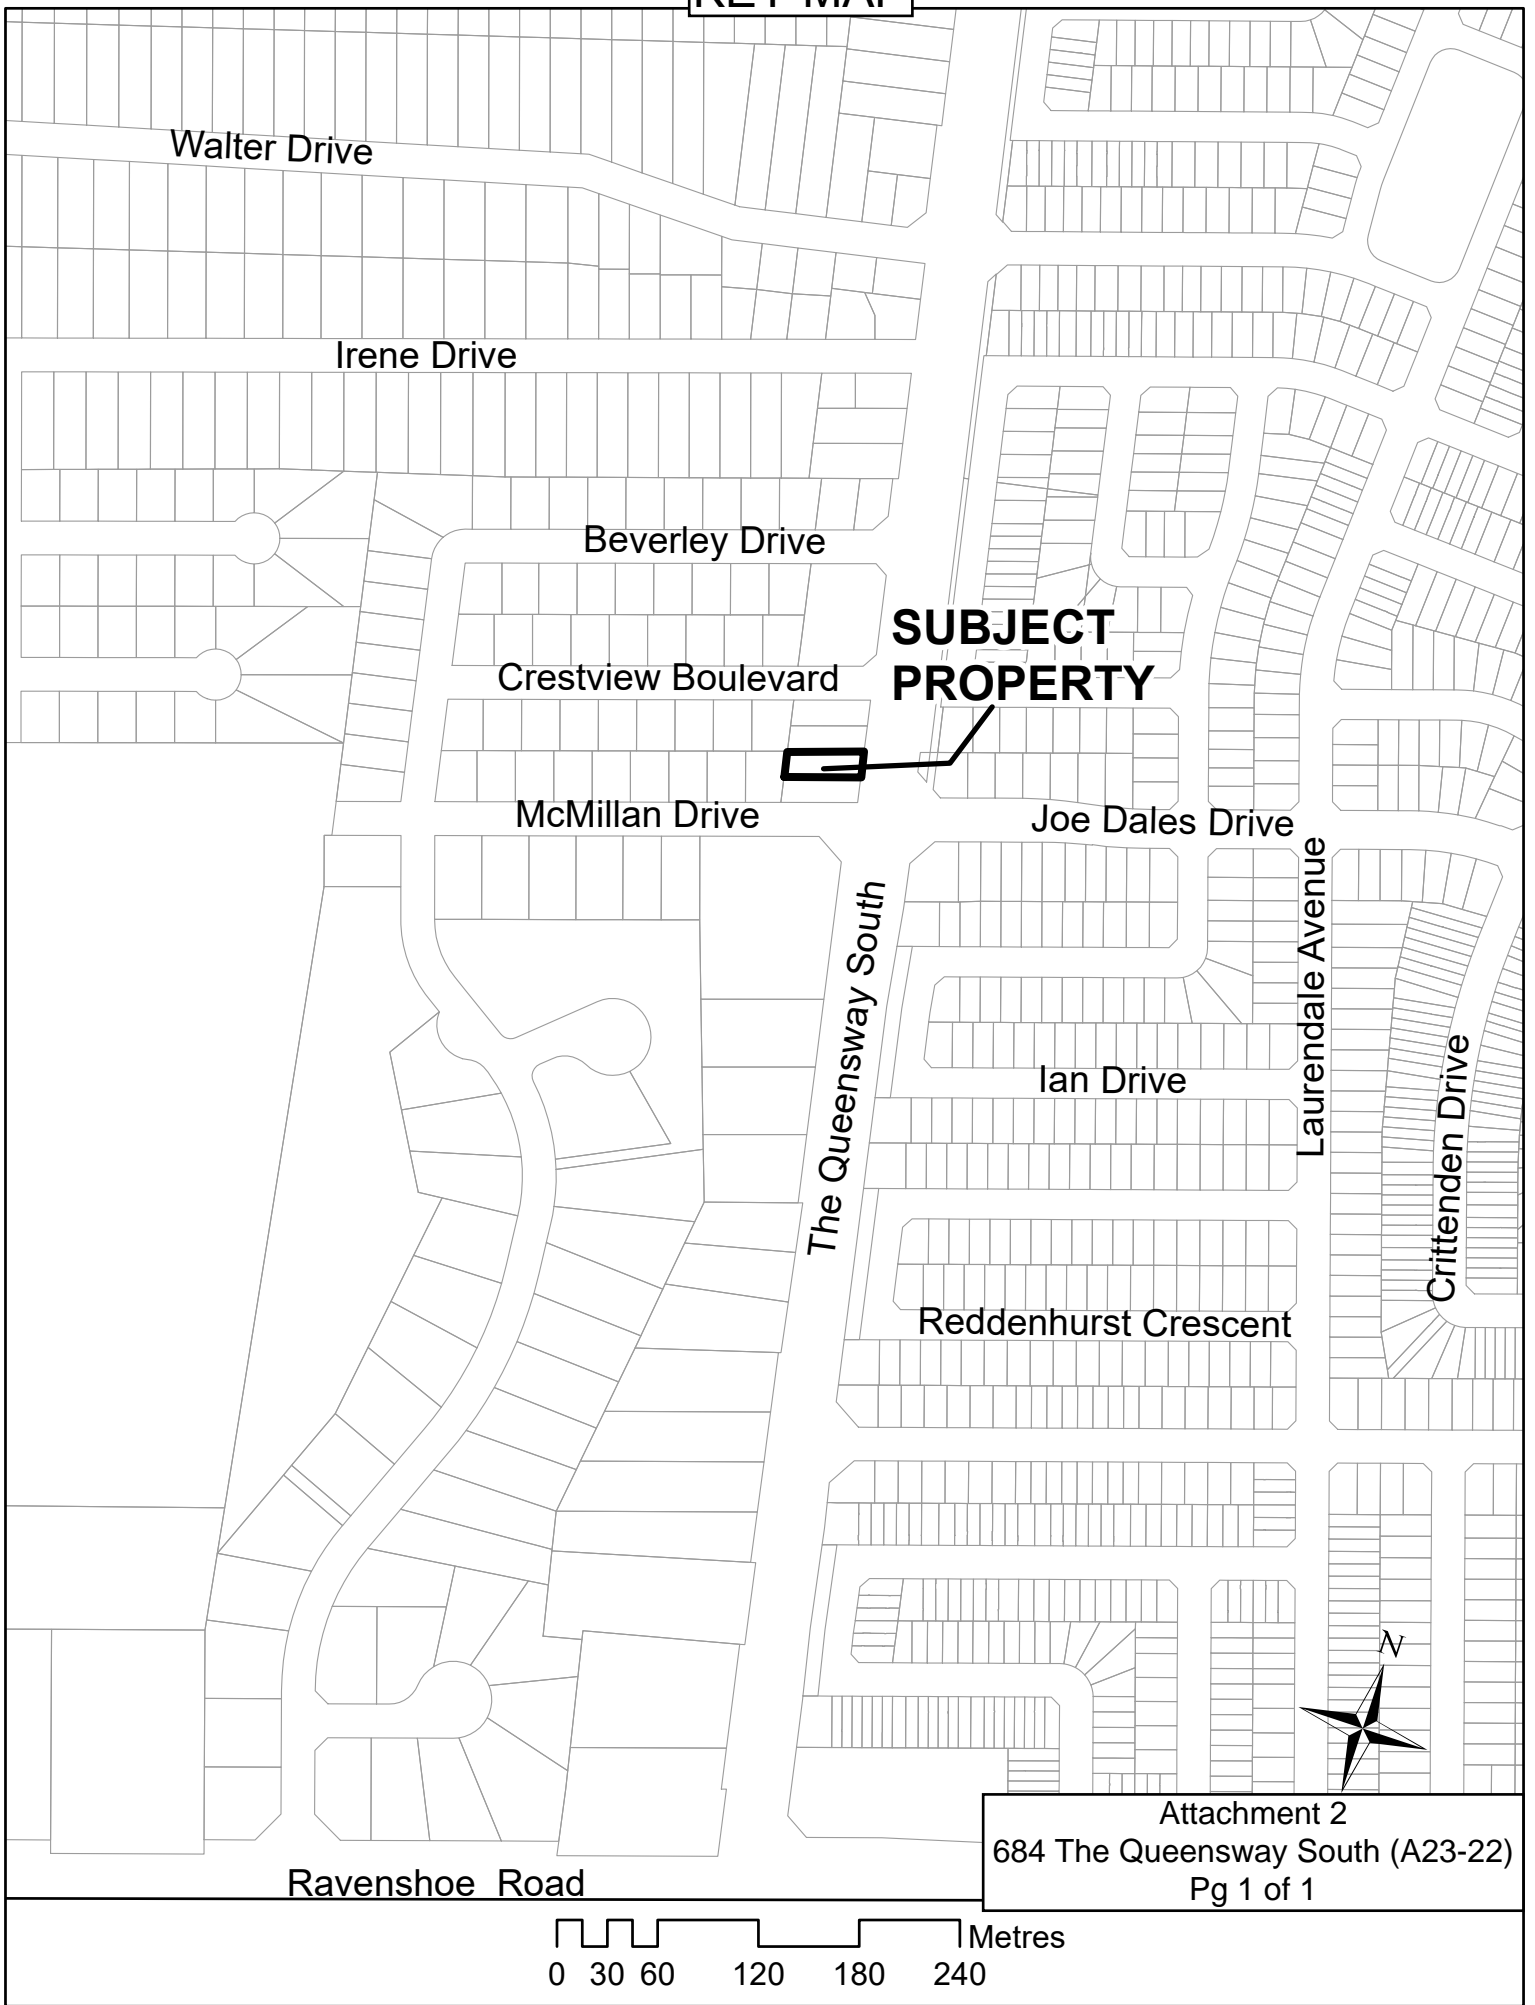 KEY MAP
Walter Drive
Irene Drive
Beverley Drive
SUBJECT
PROPERTY
Crestview Boulevard
McMillan Drive
Joe Dales Drive
The Queensway South
Laurendale Avenue
Ian Drive
Crittenden Drive
Reddenhurst Crescent
N
Attachment 2
684 The Queensway South (A23-22)
Pg 1 of 1
Ravenshoe Road
Metres
0 30 60 120 180 240